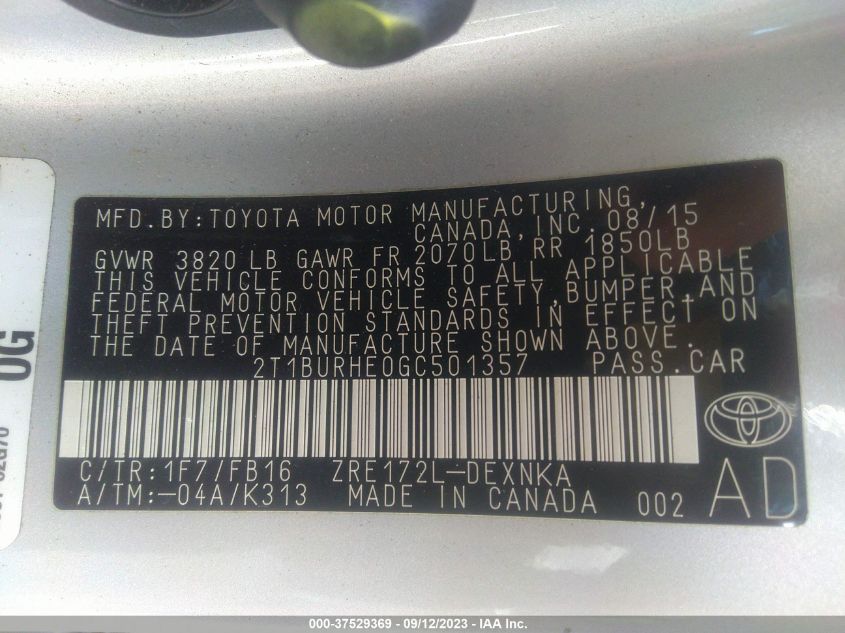 MFD.BY:TOYOTA MOTOR MANUFACTURING,
CANADA,INC. 08/15
GVWR 3820 LB GAWR FR 2070LB RR 1850LB
THIS VEHICLE CONFORMS TO ALL APPLICABLE
FEDERAL MOTOR VEHICLE SAFETY,BUMPER,AND
THEFT PREVENTION STANDARDS IN EFFECT ON
THE DATE OF MANUFACTURE SHOWN ABOVE.
2T1BURHE0GC501357 PASS.CAR
C/TR:1F7/FB16 ZRE172L-DEXNKA
A/TM:-04A/K313 MADE IN CANADA 002 AD
0G
000-37529369 - 09/12/2023 - IAA Inc.